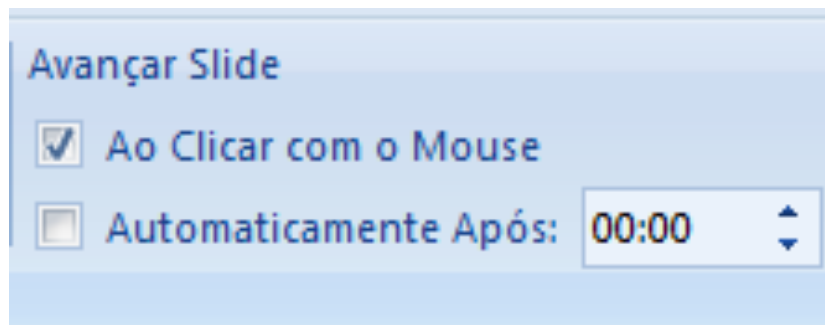 Avançar Slide
Ao Clicar com o Mouse
Automaticamente Após: 00:00